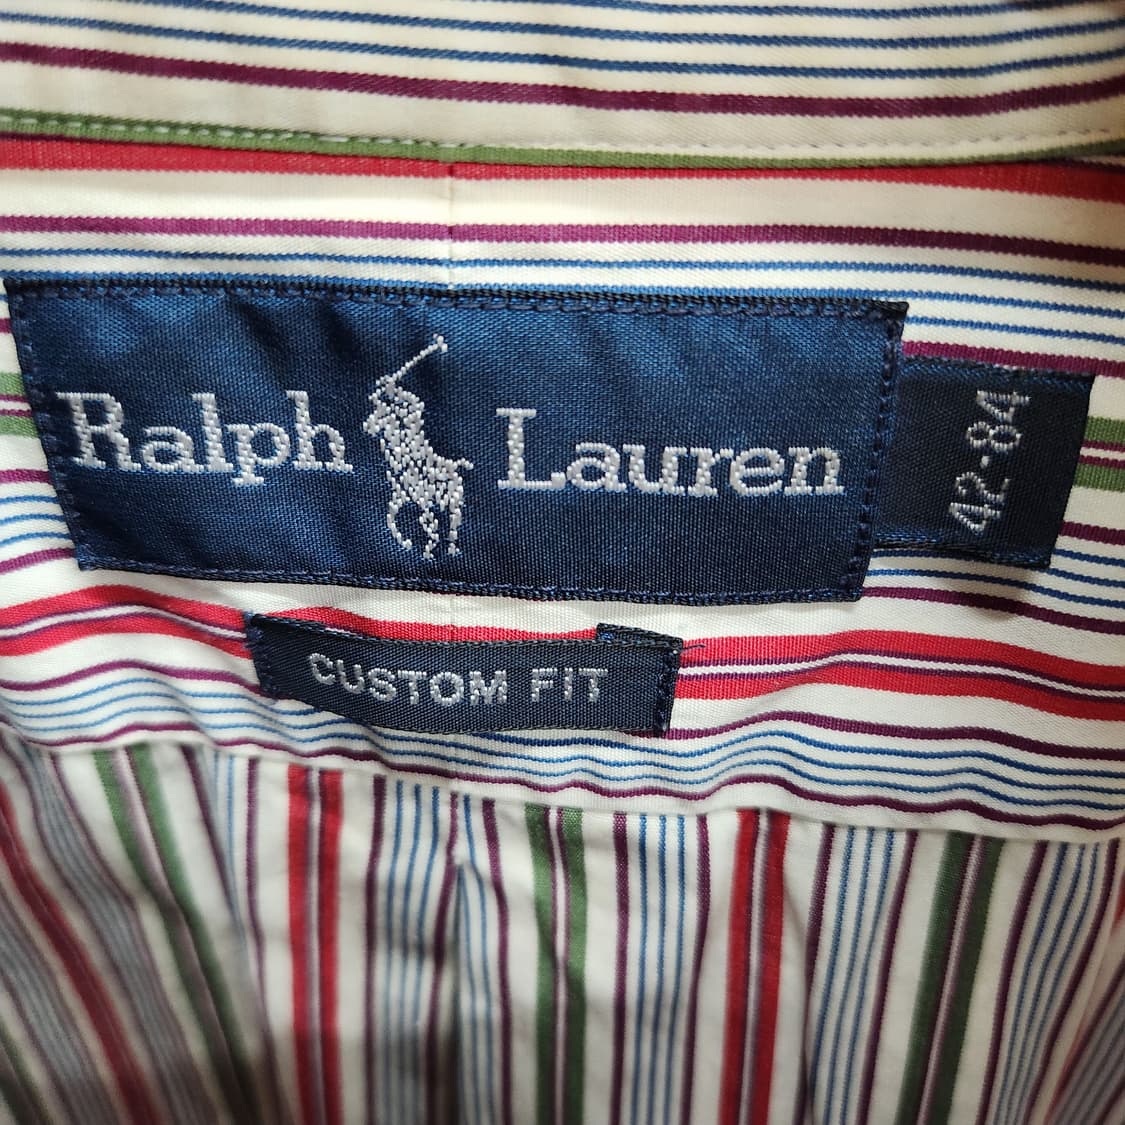 Ralph Lauren
42-84
CUSTOM FIT